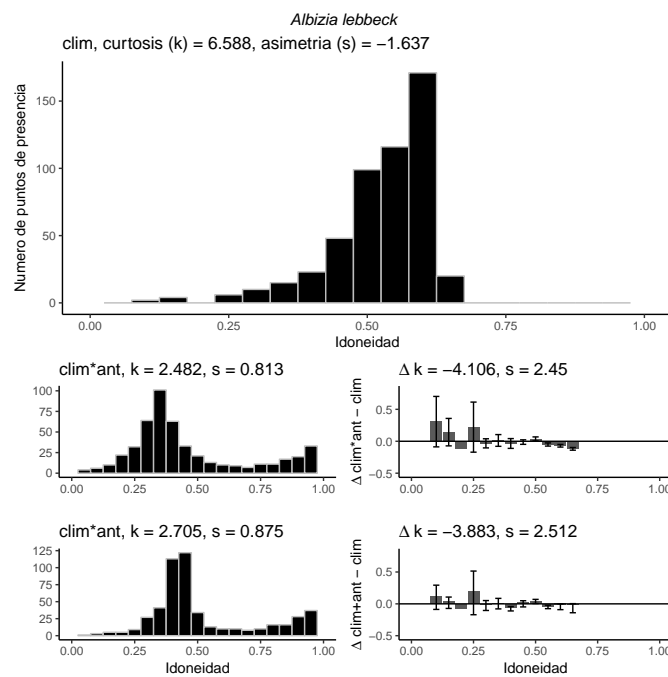 Albizia lebbeck
clim, curtosis (k) = 6.588, asimetria (s) = −1.637
Numero de puntos de presencia
150
100
50
0
0.00 0.25 0.50 0.75 1.00
Idoneidad
clim*ant, k = 2.482, s = 0.813
100
75
50
25
0
0.00 0.25 0.50 0.75 1.00
Δ k = −4.106, s = 2.45
Δ clim*ant − clim
0.5
0.0
−0.5
0.00 0.25 0.50 0.75 1.00
clim*ant, k = 2.705, s = 0.875
125
100
75
50
25
0
0.00 0.25 0.50 0.75 1.00
Idoneidad
Δ k = −3.883, s = 2.512
Δ clim+ant − clim
0.5
0.0
−0.5
0.00 0.25 0.50 0.75 1.00
Idoneidad